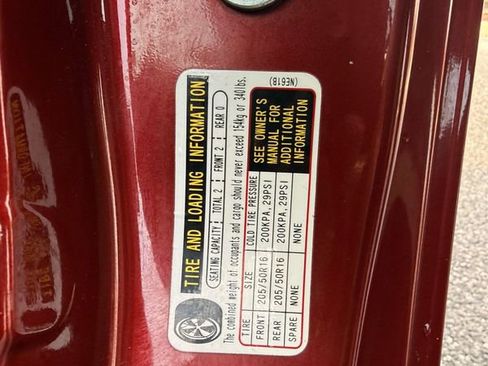 TIRE AND LOADING INFORMATION
SEATING CAPACITY TOTAL 2 FRONT 2 REAR 0
The combined weight of occupants and cargo should never exceed 154kg or 340lbs.
TIRE SIZE COLD TIRE PRESSURE
FRONT 205/50R16 200KPA, 29PSI
REAR 205/50R16 200KPA, 29PSI
SPARE NONE NONE
SEE OWNER'S
MANUAL FOR
ADDITIONAL
INFORMATION
(NE61B)